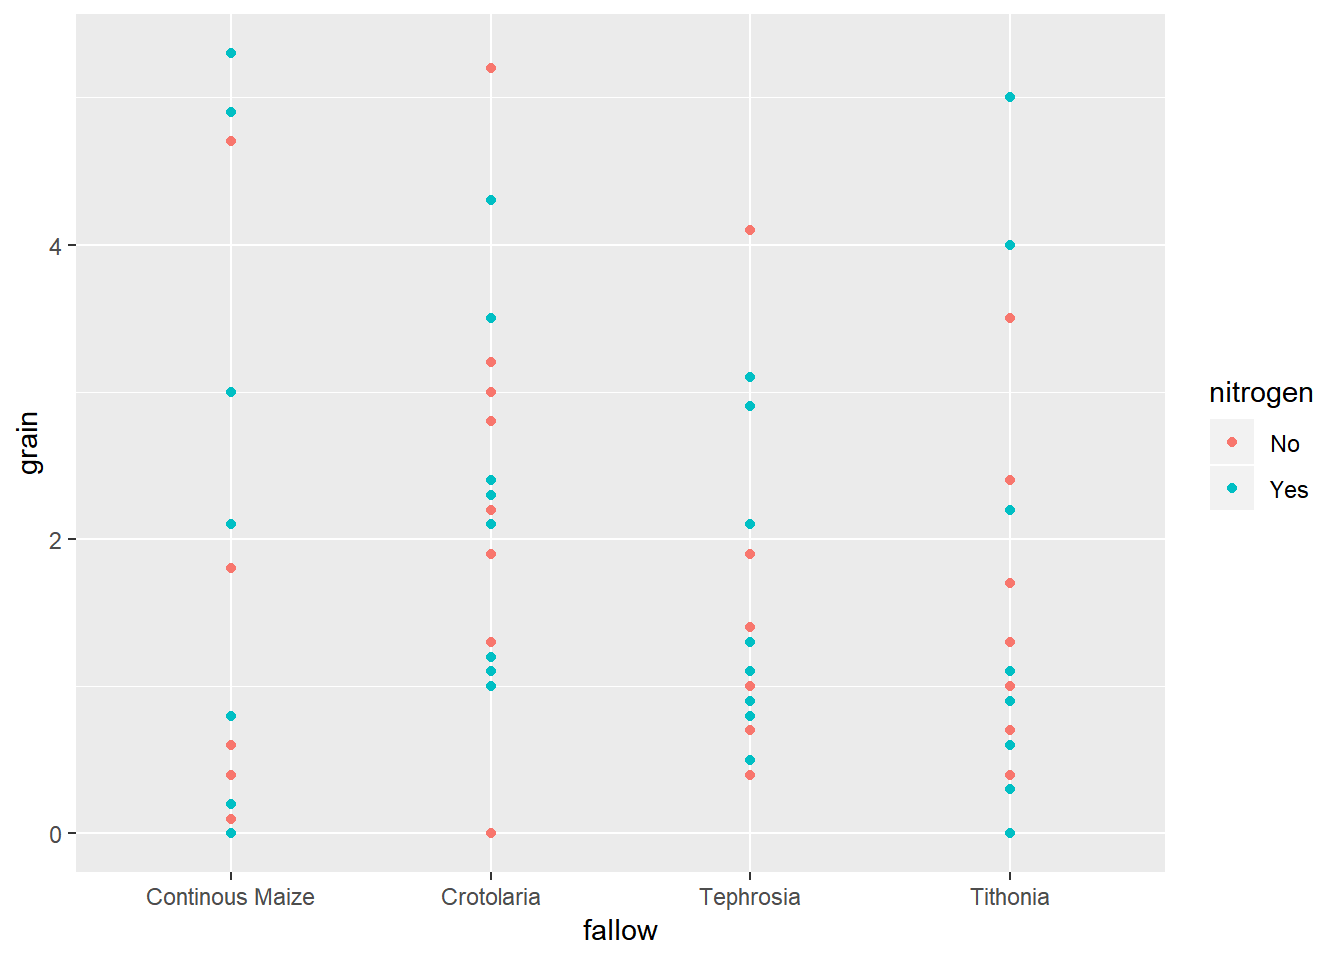 grain
4
2
0
Continous Maize
Crotolaria
Tephrosia
Tithonia
fallow
nitrogen
No
Yes